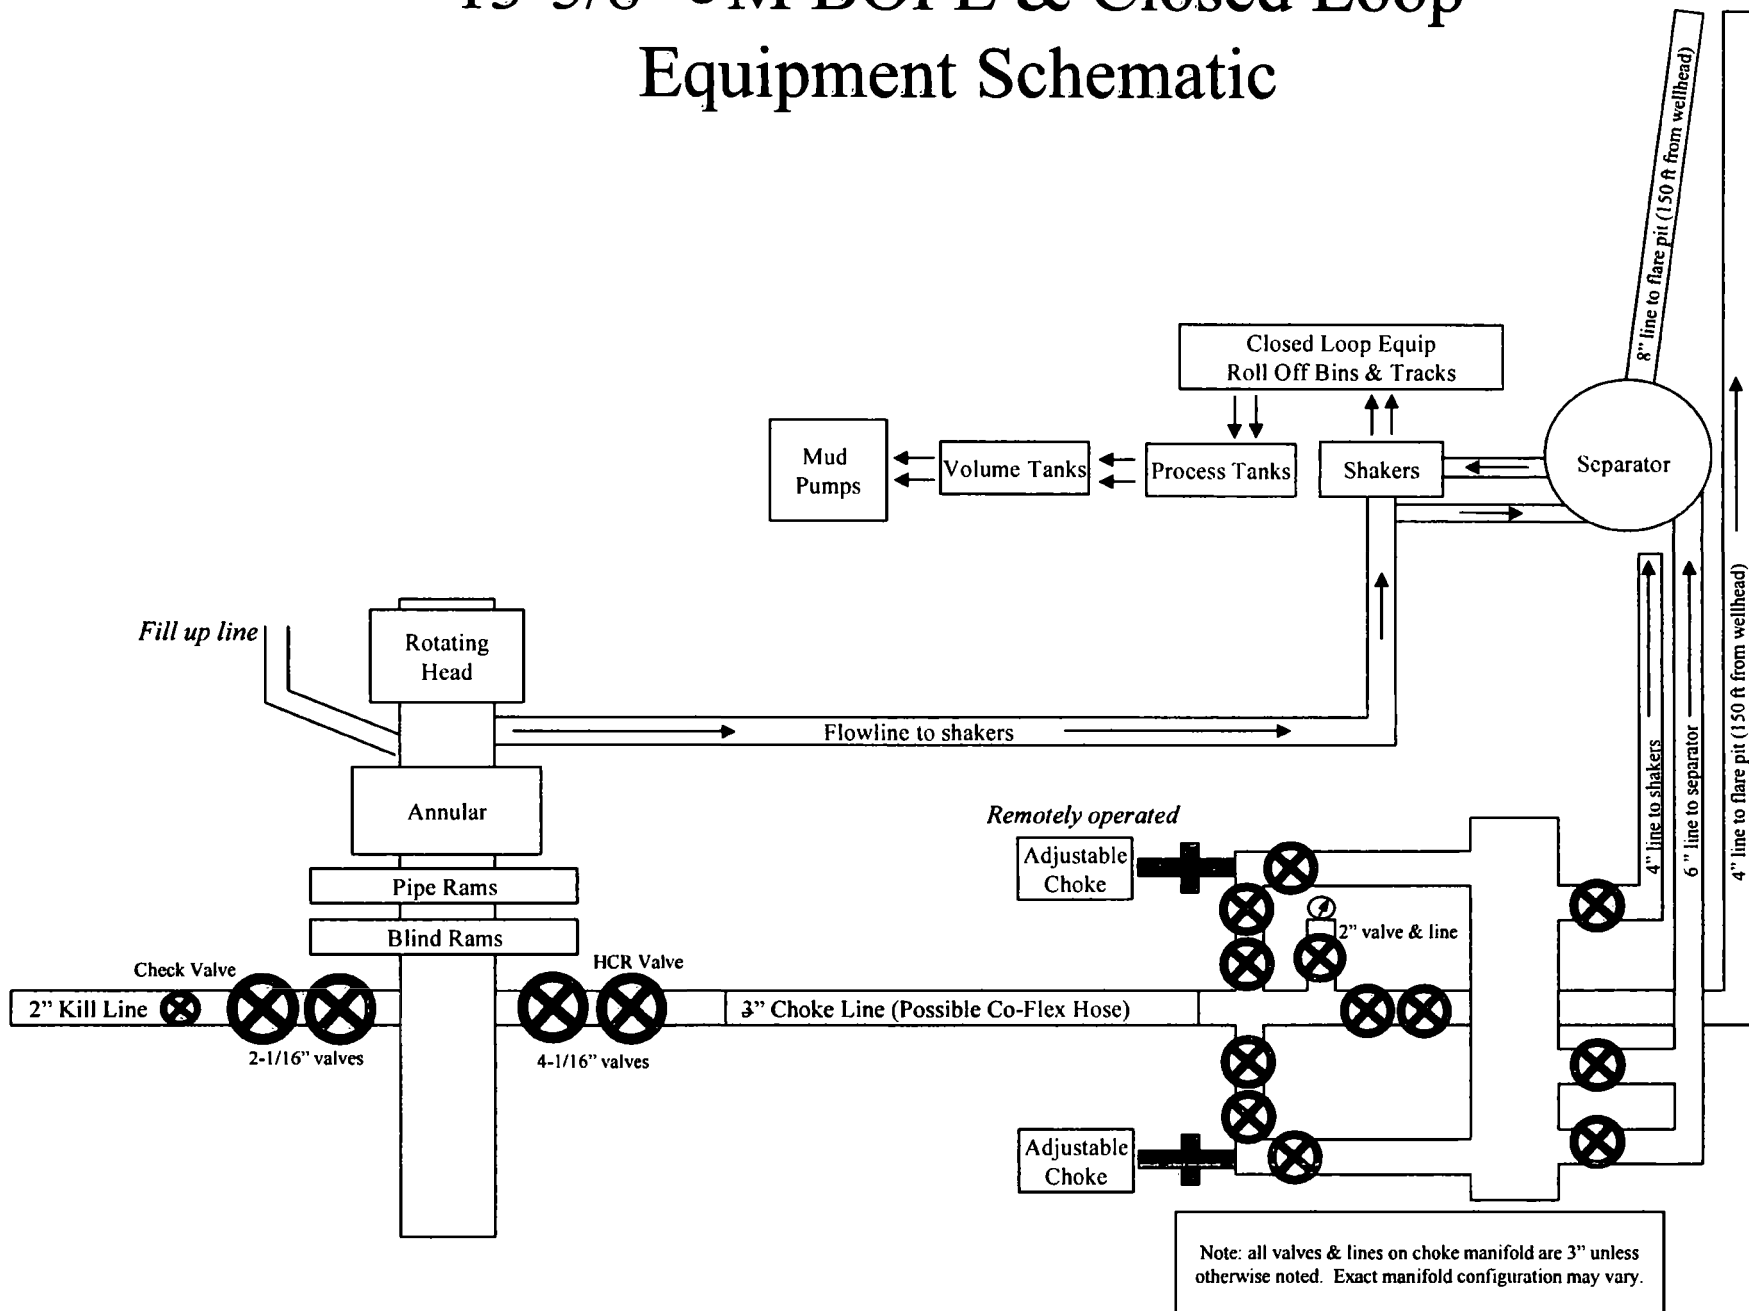 & Closed Loop
Equipment Schematic
8” line to flare pit (150 ft from wellhead)
Closed Loop Equip
Roll Off Bins & Tracks
Mud
Pumps
Volume Tanks
Process Tanks
Shakers
Separator
Fill up line
Rotating
Head
Flowline to shakers
Annular
Pipe Rams
Blind Rams
Remotely operated
Adjustable
Choke
2” valve & line
4” line to shakers
6 ” line to separator
4” line to flare pit (150 ft from wellhead)
Check Valve
HCR Valve
2” Kill Line
3” Choke Line (Possible Co-Flex Hose)
2-1/16” valves
4-1/16” valves
Adjustable
Choke
Note: all valves & lines on choke manifold are 3” unless
otherwise noted. Exact manifold configuration may vary.